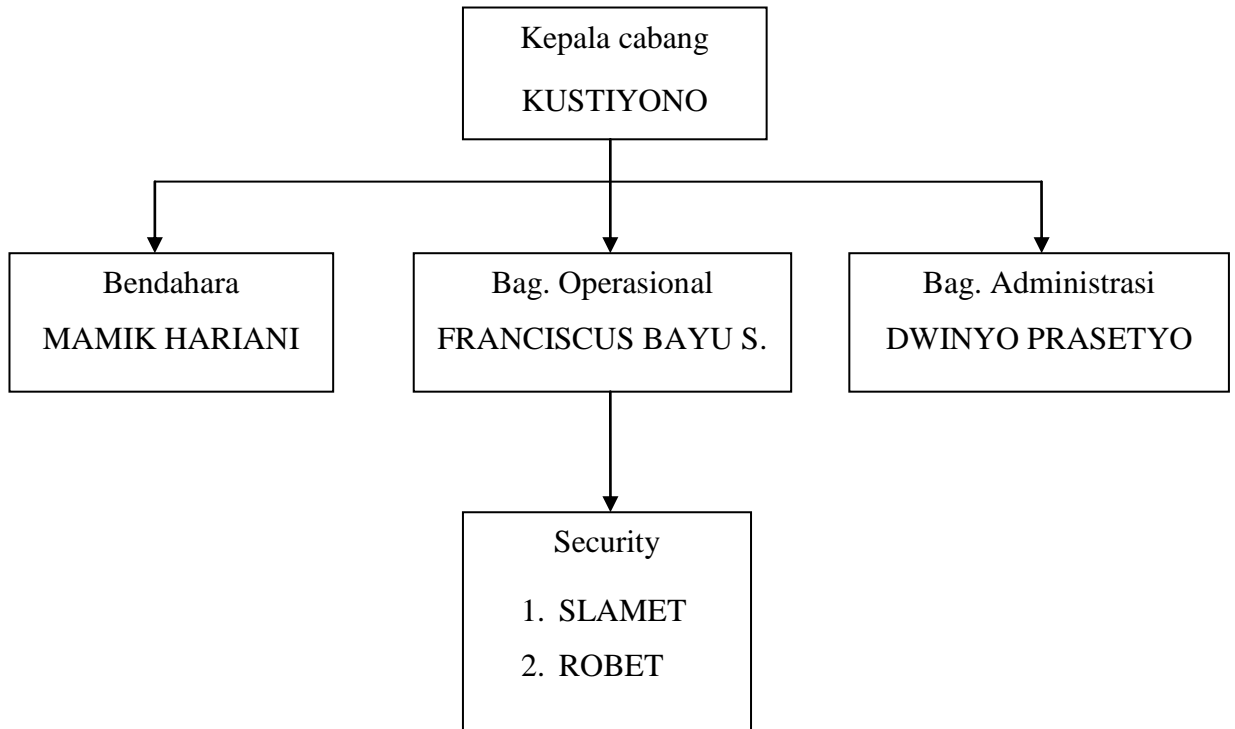 Kepala cabang
KUSTIYONO
Bendahara
MAMIK HARIANI
Bag. Operasional
FRANCISCUS BAYU S.
Bag. Administrasi
DWINYO PRASETYO
Security
1. SLAMET
2. ROBET